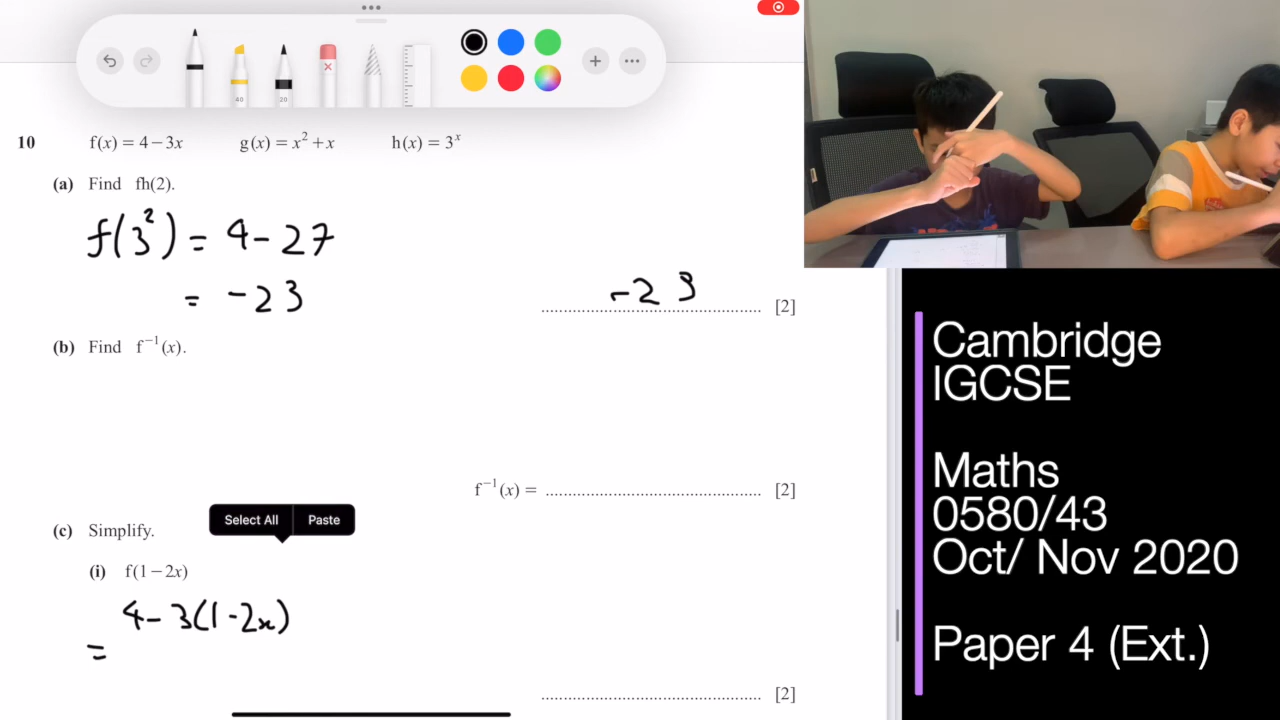 40
20
10 f(x) = 4 − 3x g(x) = x² + x h(x) = 3ˣ
(a) Find fh(2).
f(3²) = 4 - 27
= -23
-23
.................................................. [2]
(b) Find f⁻¹(x).
f⁻¹(x) = .................................................. [2]
(c) Simplify.
Select All Paste
(i) f(1 − 2x)
4 - 3(1 - 2x)
=
.................................................. [2]
Cambridge
IGCSE
Maths
0580/43
Oct/ Nov 2020
Paper 4 (Ext.)